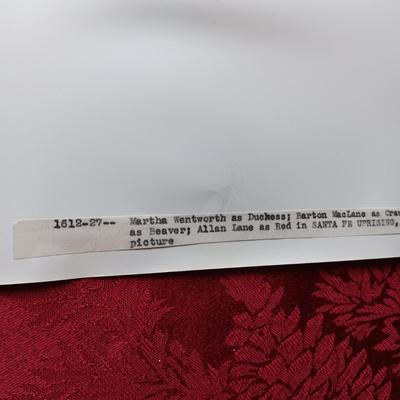 1612-27-- Martha Wentworth as Duchess; Barton MacLane as
as Beaver; Allan Lane as Red in SANTA FE UPRISING,
picture